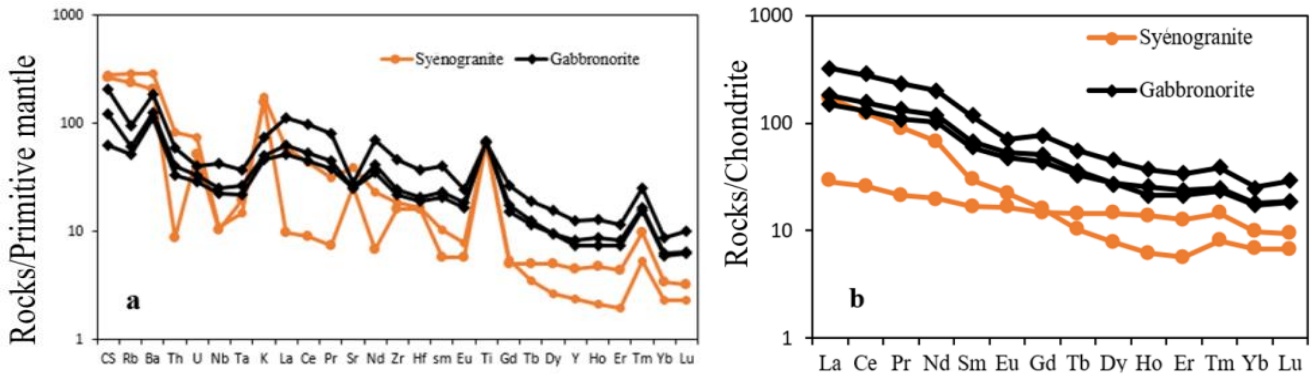 Rocks/Primitive mantle
1000
100
10
1
Syénogranite
Gabbronorite
a
CS Rb Ba Th U Nb Ta K La Ce Pr Sr Nd Zr Hf sm Eu Ti Gd Tb Dy Y Ho Er Tm Yb Lu
Rocks/Chondrite
1000
100
10
1
Syénogranite
Gabbronorite
b
La Ce Pr Nd Sm Eu Gd Tb Dy Ho Er Tm Yb Lu